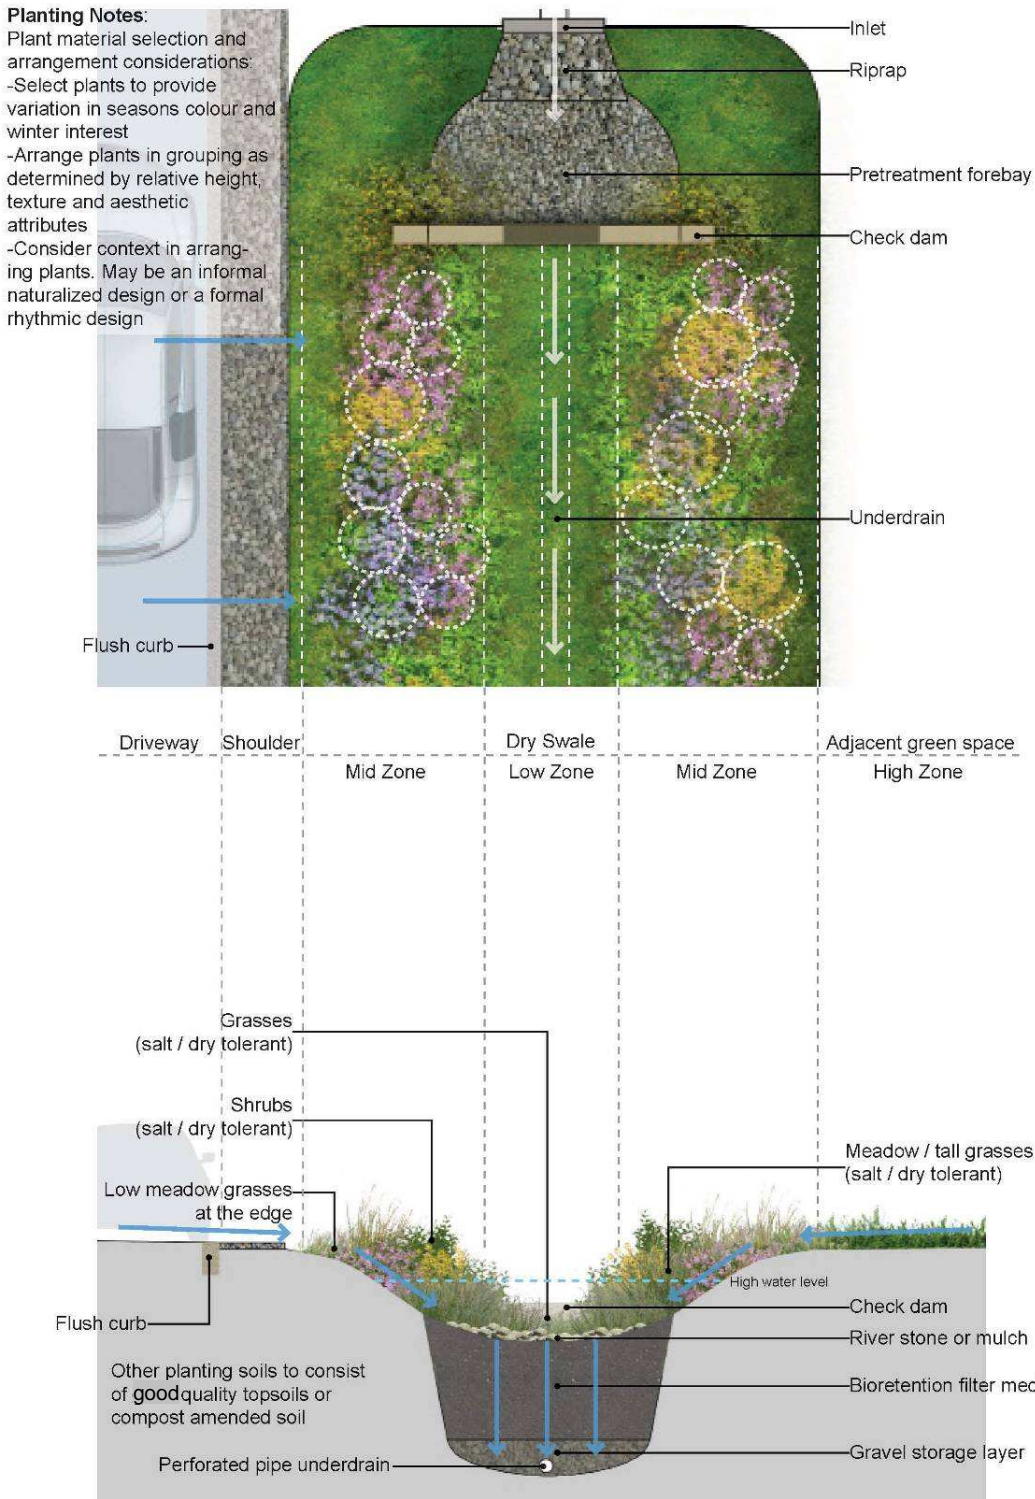 Planting Notes:
Plant material selection and
arrangement considerations:
-Select plants to provide
variation in seasons colour and
winter interest
-Arrange plants in grouping as
determined by relative height,
texture and aesthetic
attributes
-Consider context in arrang-
ing plants. May be an informal
naturalized design or a formal
rhythmic design
Inlet
Riprap
Pretreatment forebay
Check dam
Underdrain
Flush curb
Driveway
Shoulder
Dry Swale
Adjacent green space
Mid Zone
Low Zone
Mid Zone
High Zone
Grasses
(salt / dry tolerant)
Shrubs
(salt / dry tolerant)
Low meadow grasses
at the edge
Meadow / tall grasses
(salt / dry tolerant)
High water level
Flush curb
Check dam
River stone or mulch
Bioretention filter med
Gravel storage layer
Other planting soils to consist
of good quality topsoils or
compost amended soil
Perforated pipe underdrain